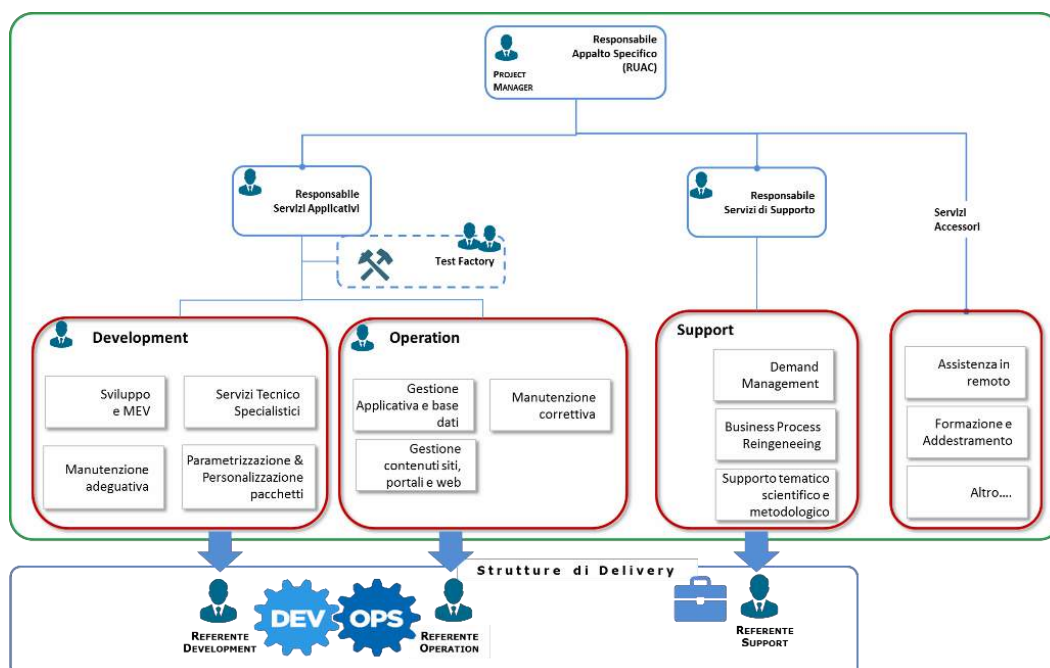 Responsabile
Appalto Specifico
(RUAC)
PROJECT
MANAGER
Responsabile
Servizi Applicativi
Responsabile
Servizi di Supporto
Servizi
Accessori
Test Factory
Development
Sviluppo
e MEV
Servizi Tecnico
Specialistici
Manutenzione
adeguativa
Parametrizzazione &
Personalizzazione
pacchetti
Operation
Gestione
Applicativa e base
dati
Manutenzione
correttiva
Gestione
contenuti siti,
portali e web
Support
Demand
Management
Business Process
Reingeneeing
Supporto tematico
scientifico e
metodologico
Assistenza in
remoto
Formazione e
Addestramento
Altro....
Strutture di Delivery
REFERENTE
DEVELOPMENT
DEV
OPS
REFERENTE
OPERATION
REFERENTE
SUPPORT